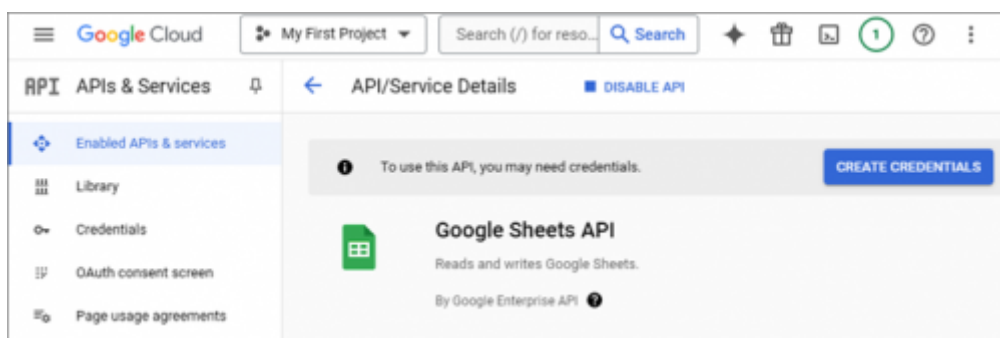 Google Cloud
My First Project
Search (/) for reso...
Search
1
API APIs & Services
API/Service Details
DISABLE API
Enabled APIs & services
Library
Credentials
OAuth consent screen
Page usage agreements
To use this API, you may need credentials.
CREATE CREDENTIALS
Google Sheets API
Reads and writes Google Sheets.
By Google Enterprise API